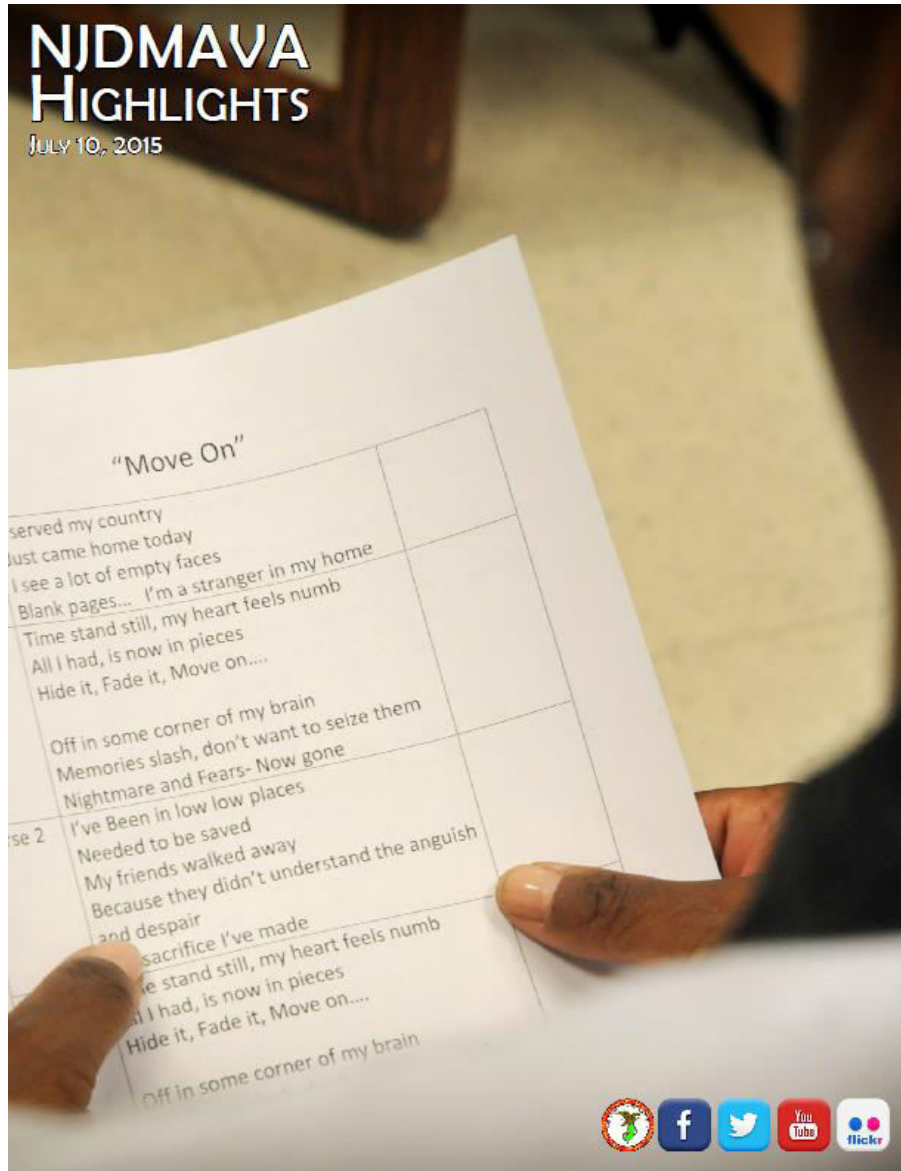 NJDMAVA
HIGHLIGHTS
JULY 10, 2015
“Move On”
served my country
Just came home today
I see a lot of empty faces
Blank pages... I’m a stranger in my home
Time stand still, my heart feels numb
All I had, is now in pieces
Hide it, Fade it, Move on....
Off in some corner of my brain
Memories slash, don’t want to seize them
Nightmare and Fears- Now gone
rse 2
I’ve Been in low low places
Needed to be saved
My friends walked away
Because they didn’t understand the anguish
and despair
sacrifice I’ve made
e stand still, my heart feels numb
All I had, is now in pieces
Hide it, Fade it, Move on....
Off in some corner of my brain
f
You
Tube
flickr